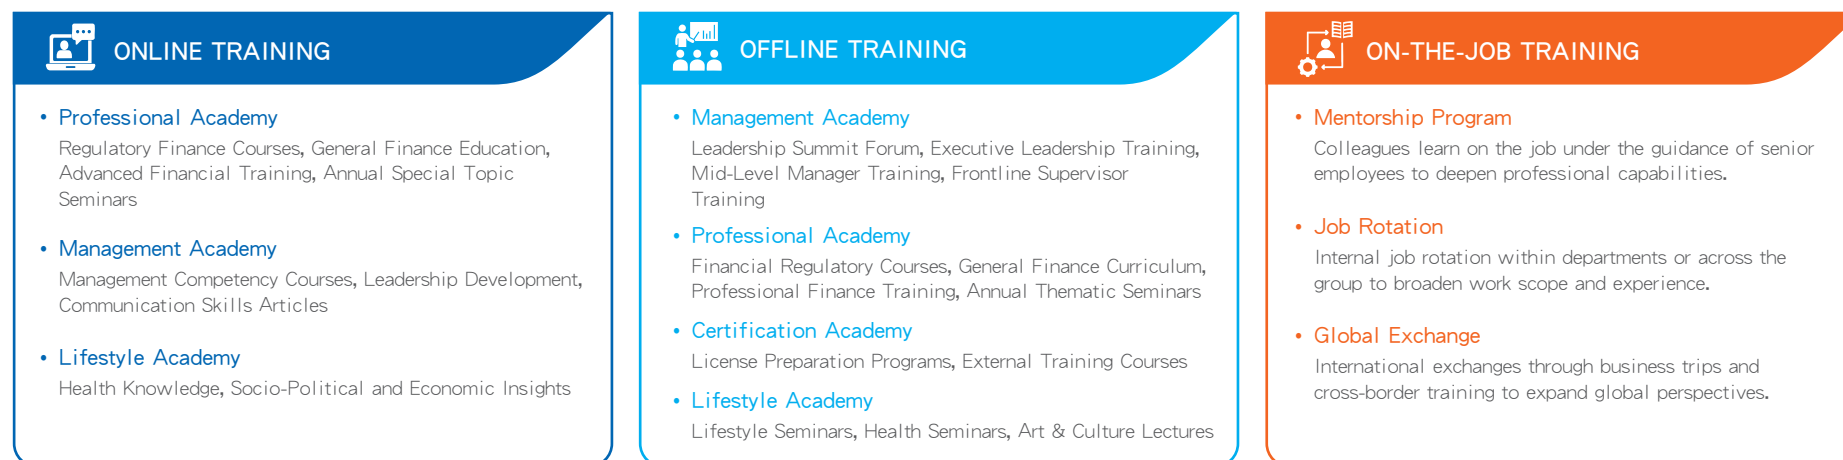 ONLINE TRAINING
• Professional Academy
Regulatory Finance Courses, General Finance Education,
Advanced Financial Training, Annual Special Topic
Seminars
• Management Academy
Management Competency Courses, Leadership Development,
Communication Skills Articles
• Lifestyle Academy
Health Knowledge, Socio-Political and Economic Insights
OFFLINE TRAINING
• Management Academy
Leadership Summit Forum, Executive Leadership Training,
Mid-Level Manager Training, Frontline Supervisor
Training
• Professional Academy
Financial Regulatory Courses, General Finance Curriculum,
Professional Finance Training, Annual Thematic Seminars
• Certification Academy
License Preparation Programs, External Training Courses
• Lifestyle Academy
Lifestyle Seminars, Health Seminars, Art & Culture Lectures
ON-THE-JOB TRAINING
• Mentorship Program
Colleagues learn on the job under the guidance of senior
employees to deepen professional capabilities.
• Job Rotation
Internal job rotation within departments or across the
group to broaden work scope and experience.
• Global Exchange
International exchanges through business trips and
cross-border training to expand global perspectives.